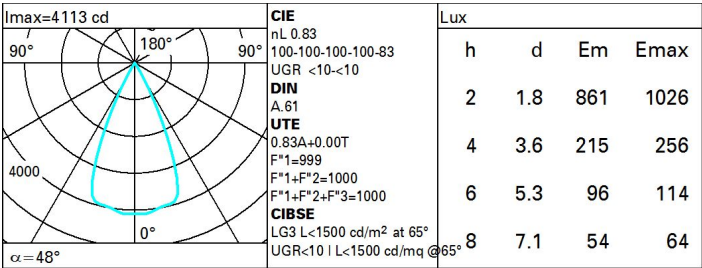 Imax=4113 cd
90° 180° 90°
4000
0°
α=48°
CIE
nL 0.83
100-100-100-100-83
UGR <10-<10
DIN
A.61
UTE
0.83A+0.00T
F"1=999
F"1+F"2=1000
F"1+F"2+F"3=1000
CIBSE
LG3 L<1500 cd/m² at 65°
UGR<10 | L<1500 cd/mq @65°
Lux
h d Em Emax
2 1.8 861 1026
4 3.6 215 256
6 5.3 96 114
8 7.1 54 64